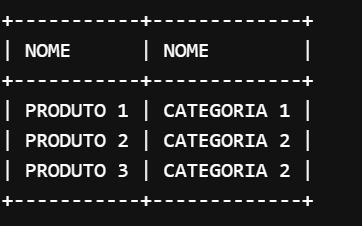 +-----------+-------------+
| NOME      | NOME        |
+-----------+-------------+
| PRODUTO 1 | CATEGORIA 1 |
| PRODUTO 2 | CATEGORIA 2 |
| PRODUTO 3 | CATEGORIA 2 |
+-----------+-------------+